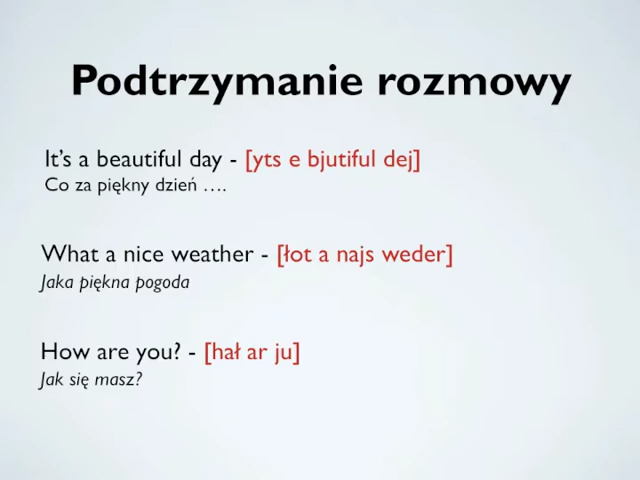 Podtrzymanie rozmowy
It's a beautiful day - [yts e bjutiful dej]
Co za piękny dzień ….
What a nice weather - [łot a najs weder]
Jaka piękna pogoda
How are you? - [hał ar ju]
Jak się masz?